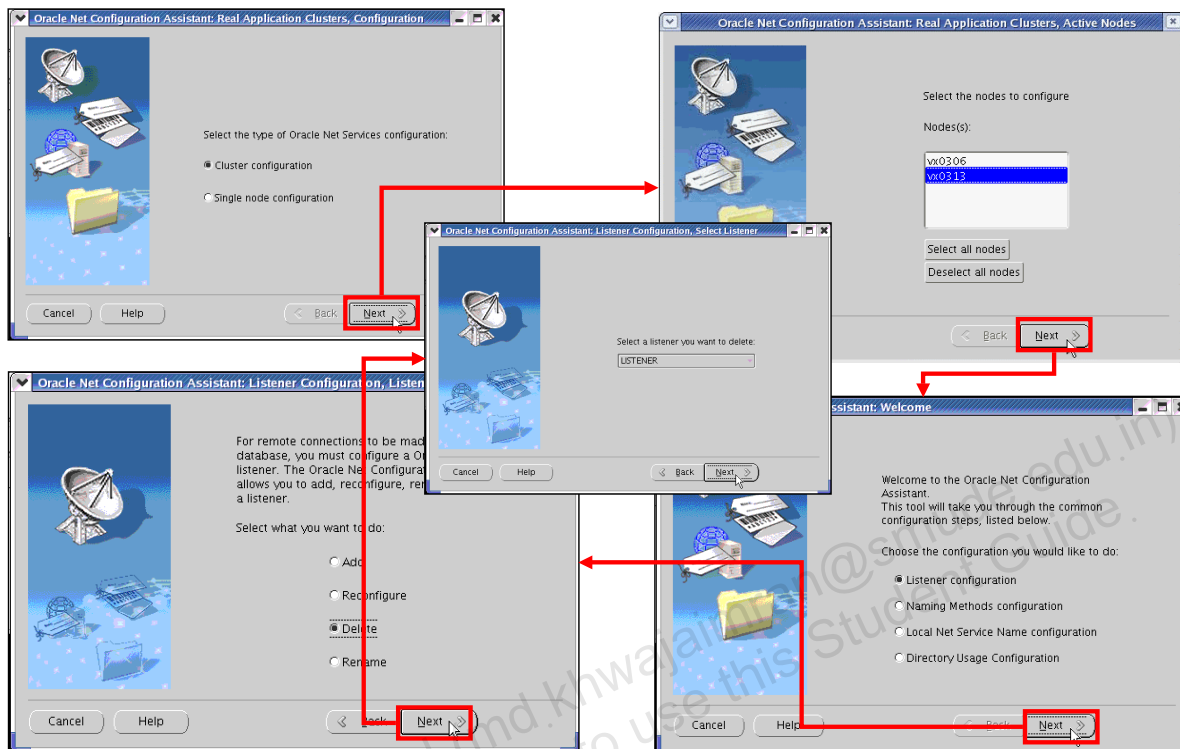 Oracle Net Configuration Assistant: Real Application Clusters, Configuration
Select the type of Oracle Net Services configuration:
Cluster configuration
Single node configuration
Cancel
Help
Back
Next
Oracle Net Configuration Assistant: Real Application Clusters, Active Nodes
Select the nodes to configure
Nodes(s):
vx0306
vx0313
Select all nodes
Deselect all nodes
Back
Next
Assistant: Welcome
Welcome to the Oracle Net Configuration
Assistant.
This tool will take you through the common
configuration steps, listed below.
Choose the configuration you would like to do:
Listener configuration
Naming Methods configuration
Local Net Service Name configuration
Directory Usage Configuration
Cancel
Help
Back
Next
Oracle Net Configuration Assistant: Listener Configuration,
For remote connections to be
database, you must configure a
listener. The Oracle Net
allows you to add, reconfigure,
a listener.
Select what you want to do:
Add
Reconfigure
Delete
Rename
Cancel
Help
Back
Next
Oracle Net Configuration Assistant: Listener Configuration, Select Listener
Select a listener you want to delete:
LISTENER
Cancel
Help
Back
Next
use this Student Guide.